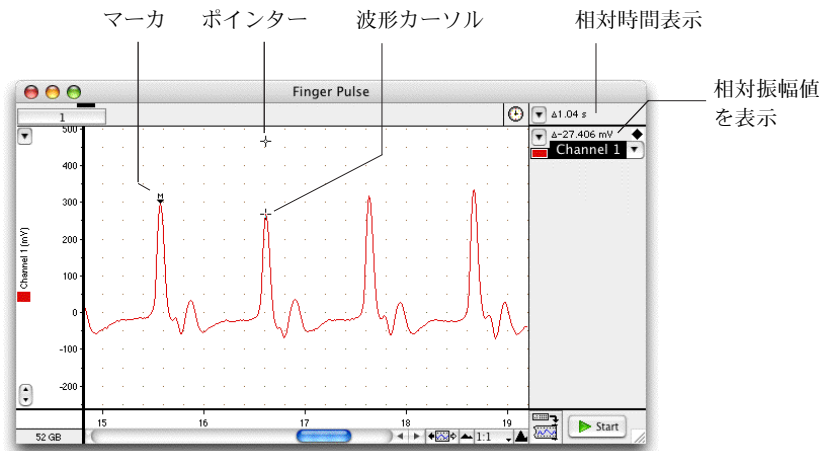 マーカ
ポインター
波形カーソル
相対時間表示
相対振幅値
を表示
Finger Pulse
1
Δ1.04 s
Δ-27.406 mV
Channel 1
500
400
300
200
100
0
-100
-200
Channel 1 (mV)
M
15
16
17
18
19
52 GB
1:1
Start